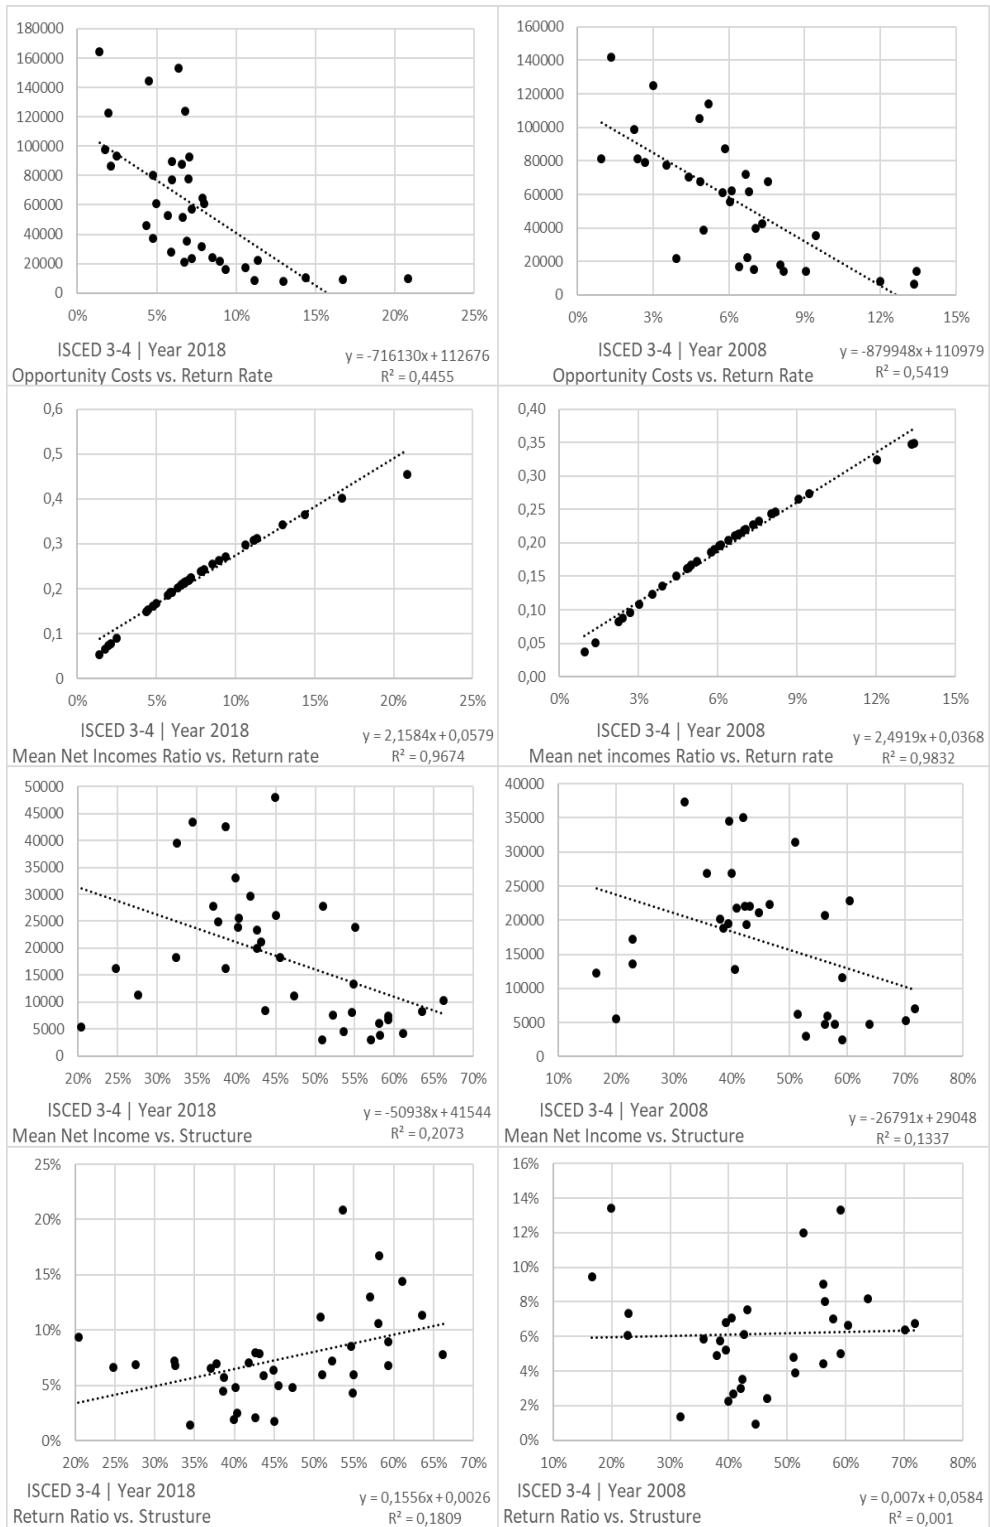 180000
160000
140000
120000
100000
80000
60000
40000
20000
0
0% 5% 10% 15% 20% 25%
ISCED 3-4 | Year 2018
Opportunity Costs vs. Return Rate
y = -716130x + 112676
R² = 0,4455
160000
140000
120000
100000
80000
60000
40000
20000
0
0% 3% 6% 9% 12% 15%
ISCED 3-4 | Year 2008
Opportunity Costs vs. Return Rate
y = -879948x + 110979
R² = 0,5419
0,6
0,5
0,4
0,3
0,2
0,1
0
0% 5% 10% 15% 20% 25%
ISCED 3-4 | Year 2018
Mean Net Incomes Ratio vs. Return rate
y = 2,1584x + 0,0579
R² = 0,9674
0,40
0,35
0,30
0,25
0,20
0,15
0,10
0,05
0,00
0% 3% 6% 9% 12% 15%
ISCED 3-4 | Year 2008
Mean net incomes Ratio vs. Return rate
y = 2,4919x + 0,0368
R² = 0,9832
50000
45000
40000
35000
30000
25000
20000
15000
10000
5000
0
20% 25% 30% 35% 40% 45% 50% 55% 60% 65% 70%
ISCED 3-4 | Year 2018
Mean Net Income vs. Structure
y = -50938x + 41544
R² = 0,2073
40000
35000
30000
25000
20000
15000
10000
5000
0
10% 20% 30% 40% 50% 60% 70% 80%
ISCED 3-4 | Year 2008
Mean Net Income vs. Structure
y = -26791x + 29048
R² = 0,1337
25%
20%
15%
10%
5%
0%
20% 25% 30% 35% 40% 45% 50% 55% 60% 65% 70%
ISCED 3-4 | Year 2018
Return Ratio vs. Strusture
y = 0,1556x + 0,0026
R² = 0,1809
16%
14%
12%
10%
8%
6%
4%
2%
0%
10% 20% 30% 40% 50% 60% 70% 80%
ISCED 3-4 | Year 2008
Return Ratio vs. Strusture
y = 0,007x + 0,0584
R² = 0,001